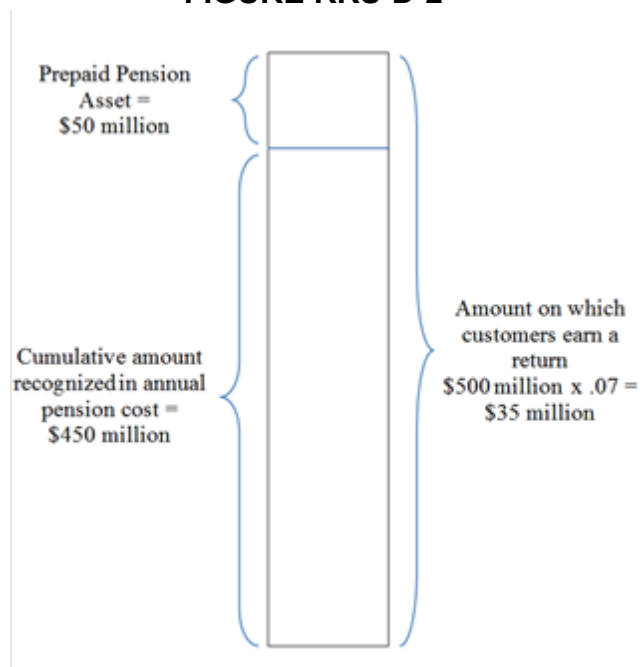 Prepaid Pension
Asset =
$50 million
Cumulative amount
recognized in annual
pension cost =
$450 million
Amount on which
customers earn a
return
$500 million x .07 =
$35 million